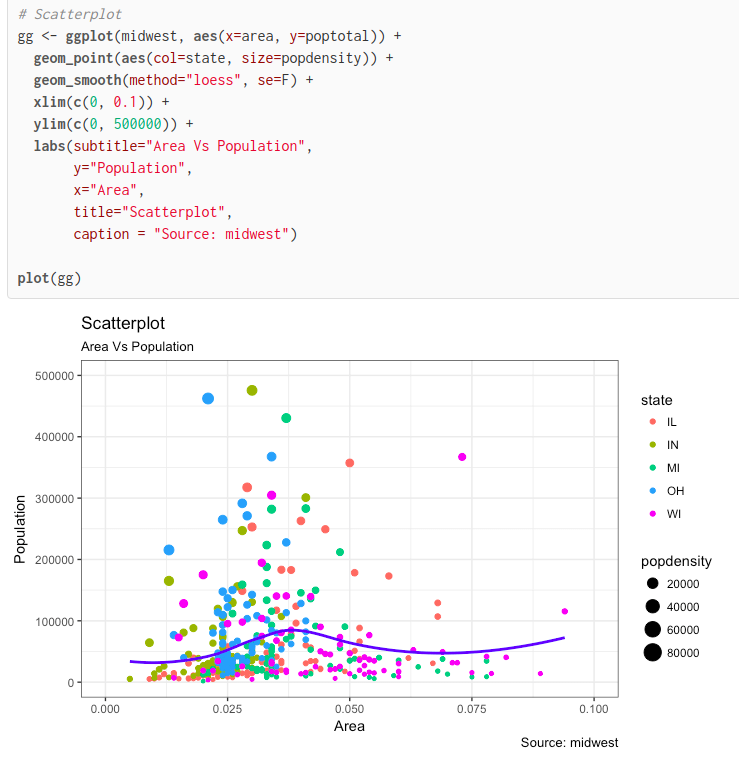 # Scatterplot
gg <- ggplot(midwest, aes(x=area, y=poptotal)) +
  geom_point(aes(col=state, size=popdensity)) +
  geom_smooth(method="loess", se=F) +
  xlim(c(0, 0.1)) +
  ylim(c(0, 500000)) +
  labs(subtitle="Area Vs Population",
       y="Population",
       x="Area",
       title="Scatterplot",
       caption = "Source: midwest")
plot(gg)
Scatterplot
Area Vs Population
500000
400000
300000
200000
100000
0
Population
0.000 0.025 0.050 0.075 0.100
Area
Source: midwest
state
IL
IN
MI
OH
WI
popdensity
20000
40000
60000
80000